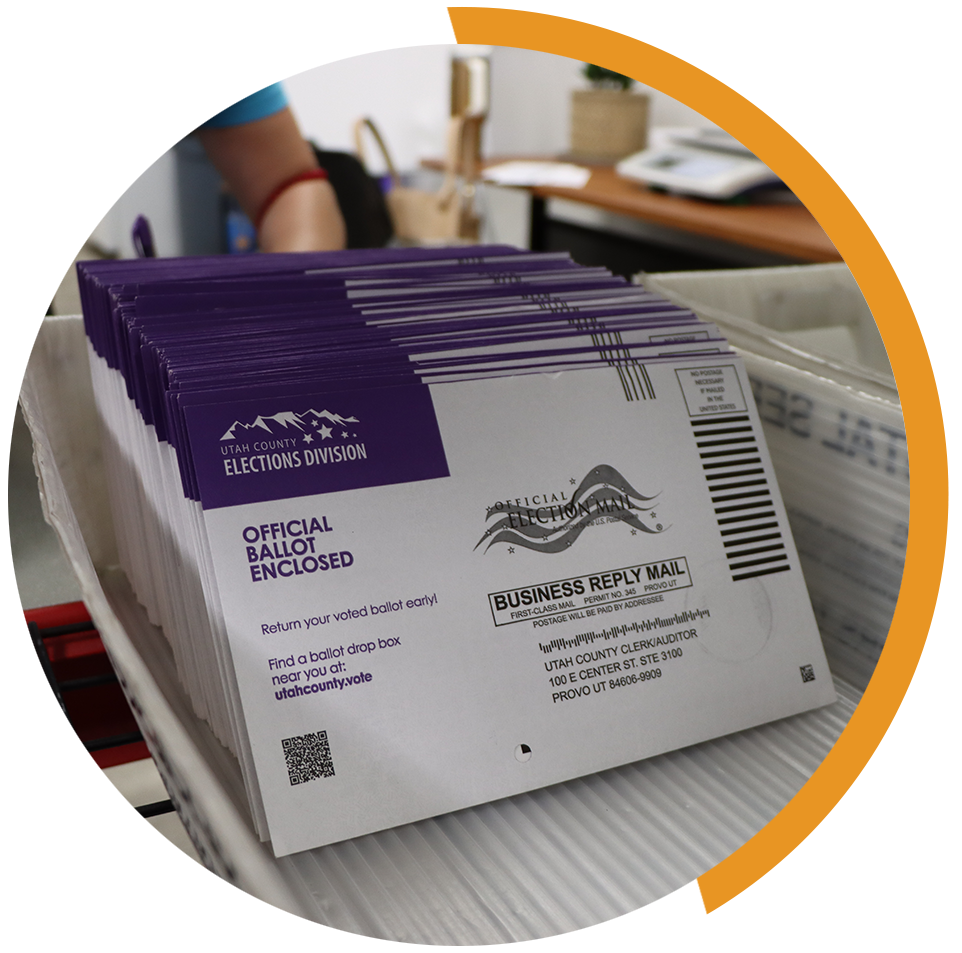 UTAH COUNTY
ELECTIONS DIVISION
OFFICIAL
BALLOT
ENCLOSED
Return your voted ballot early!
Find a ballot drop box
near you at:
utahcounty.vote
NO POSTAGE
NECESSARY
IF MAILED
IN THE
UNITED STATES
OFFICIAL
ELECTION MAIL
®
BUSINESS REPLY MAIL
FIRST-CLASS MAIL PERMIT NO. 345 PROVO UT
POSTAGE WILL BE PAID BY ADDRESSEE
UTAH COUNTY CLERK/AUDITOR
100 E CENTER ST. STE 3100
PROVO UT 84606-9909